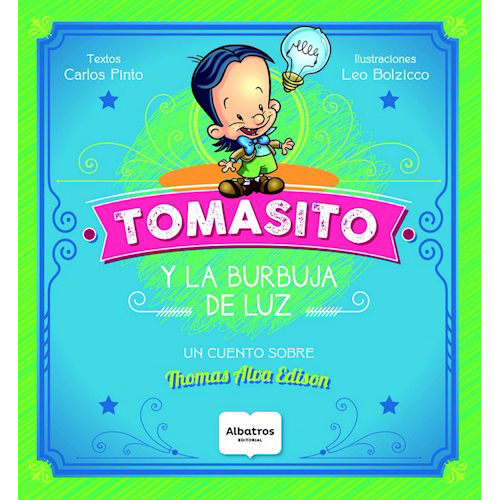 Textos
Carlos Pinto
Ilustraciones
Leo Bolzicco
TOMASITO
Y LA BURBUJA
DE LUZ
UN CUENTO SOBRE
Thomas Alva Edison
Albatros
EDITORIAL